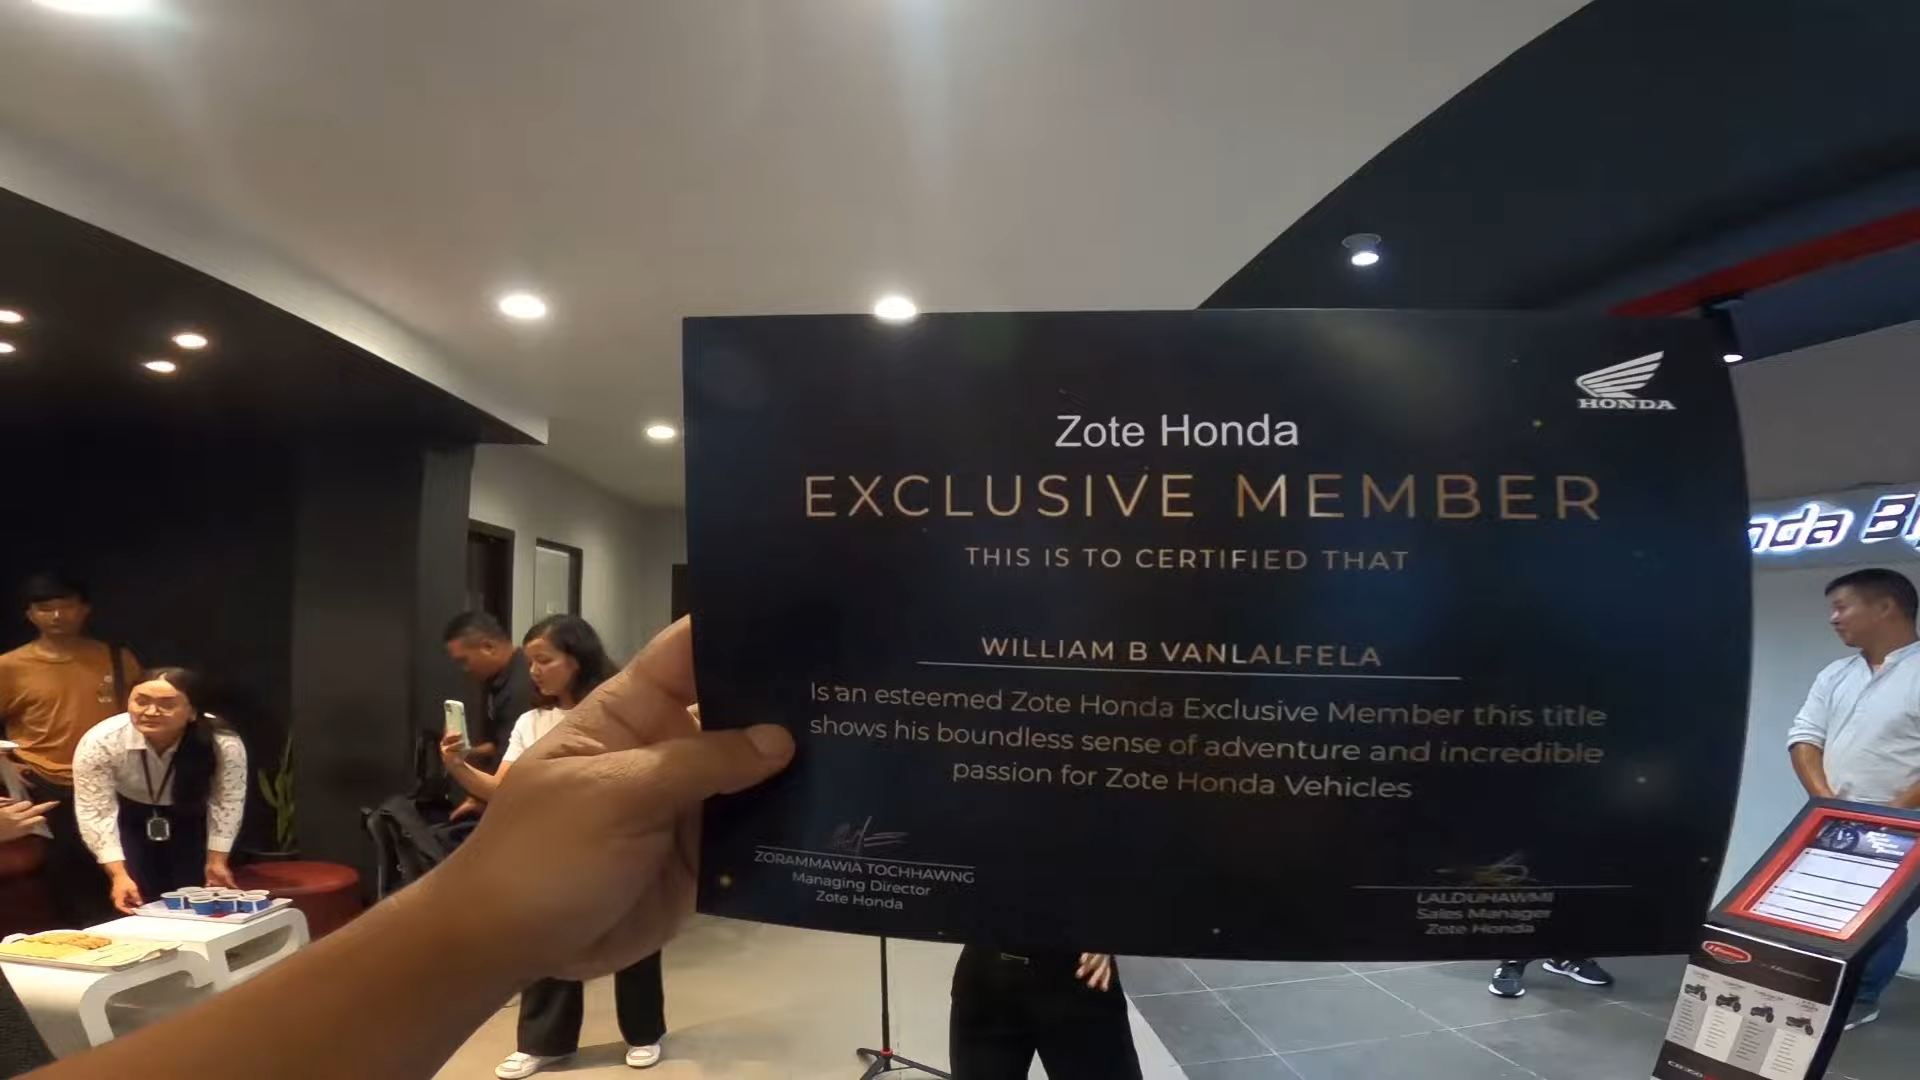 HONDA
Zote Honda
EXCLUSIVE MEMBER
THIS IS TO CERTIFIED THAT
WILLIAM B VANLALFELA
Is an esteemed Zote Honda Exclusive Member this title
shows his boundless sense of adventure and incredible
passion for Zote Honda Vehicles
ZORAMMAWIA TOCHHAWNG
Managing Director
Zote Honda
LALDUHAWMI
Sales Manager
Zote Honda
nda Bi